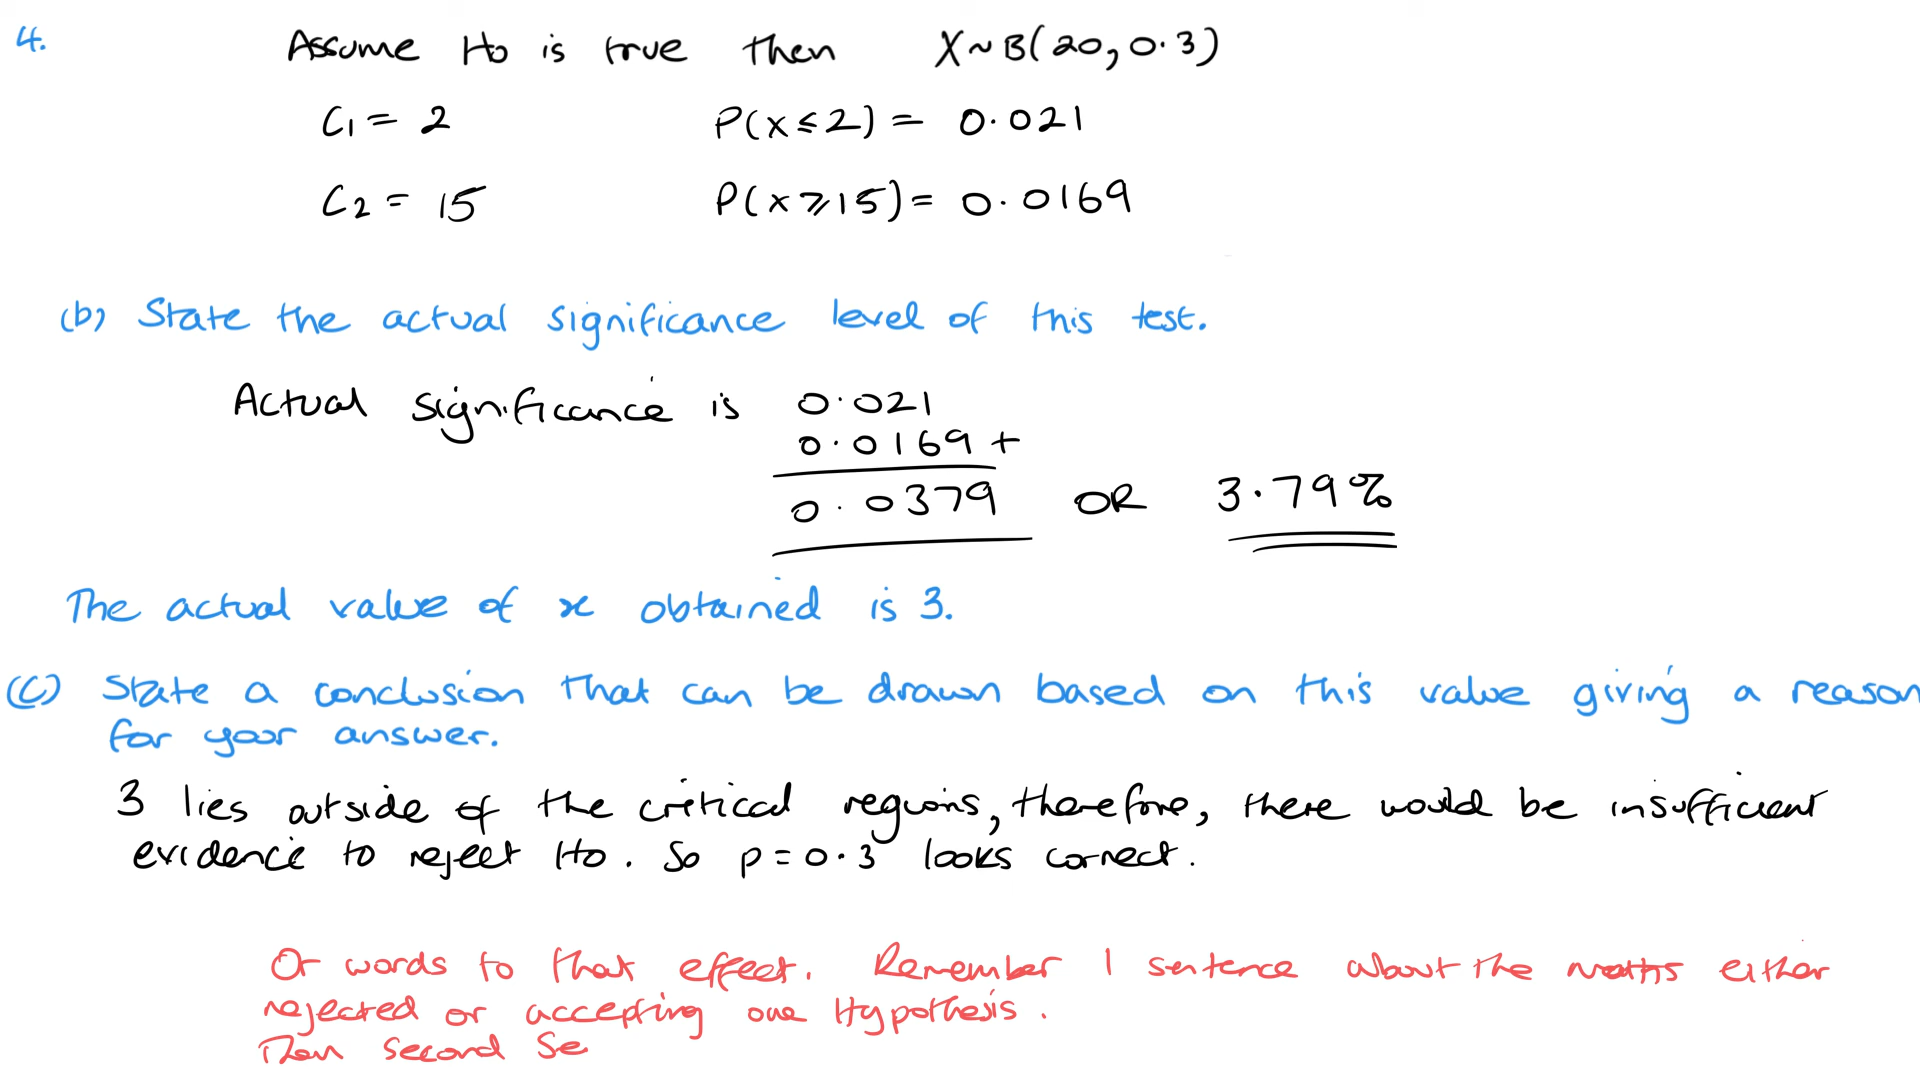 4. Assume H₀ is true then X~B(20, 0.3)
C₁ = 2 P(X≤2) = 0.021
C₂ = 15 P(X⩾15) = 0.0169
(b) State the actual significance level of this test.
Actual significance is 0.021
0.0169 +
0.0379 OR 3.79%
The actual value of x obtained is 3.
(c) State a conclusion that can be drawn based on this value giving a reason
for your answer.
3 lies outside of the critical regions, therefore, there would be insufficient
evidence to reject H₀. So p = 0.3 looks correct.
Or words to that effect. Remember 1 sentence about the maths either
rejected or accepting our Hypothesis.
Then second se